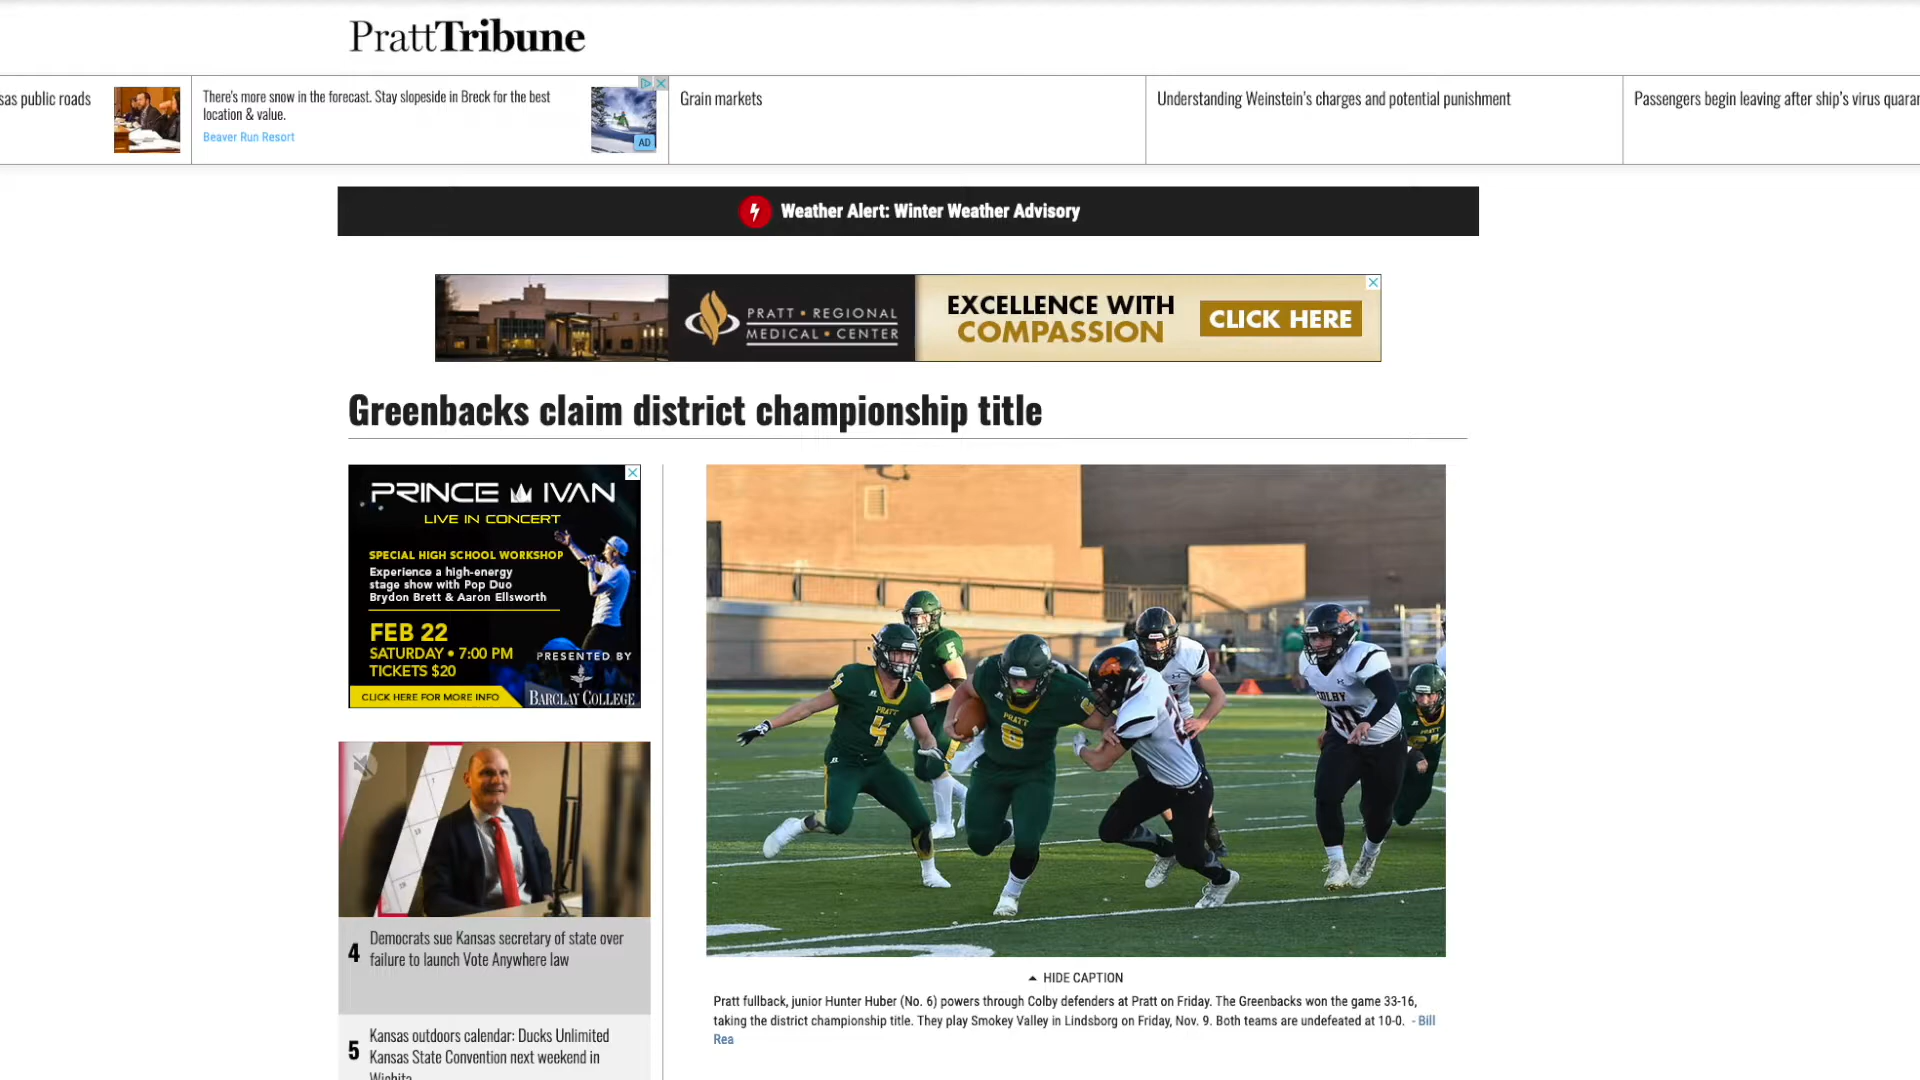 PrattTribune
sas public roads
There's more snow in the forecast. Stay slopeside in Breck for the best
location & value.
Beaver Run Resort
AD
Grain markets
Understanding Weinstein's charges and potential punishment
Passengers begin leaving after ship's virus quarar
Weather Alert: Winter Weather Advisory
PRATT • REGIONAL
MEDICAL • CENTER
EXCELLENCE WITH
COMPASSION
CLICK HERE
Greenbacks claim district championship title
PRINCE IVAN
LIVE IN CONCERT
SPECIAL HIGH SCHOOL WORKSHOP
Experience a high-energy
stage show with Pop Duo
Brydon Brett & Aaron Ellsworth
FEB 22
SATURDAY • 7:00 PM
TICKETS $20
PRESENTED BY
BARCLAY COLLEGE
CLICK HERE FOR MORE INFO
4
Democrats sue Kansas secretary of state over
failure to launch Vote Anywhere law
5
Kansas outdoors calendar: Ducks Unlimited
Kansas State Convention next weekend in
Wichita
5
PRATT
4
PRATT
6
COLBY
HIDE CAPTION
Pratt fullback, junior Hunter Huber (No. 6) powers through Colby defenders at Pratt on Friday. The Greenbacks won the game 33-16,
taking the district championship title. They play Smokey Valley in Lindsborg on Friday, Nov. 9. Both teams are undefeated at 10-0. - Bill
Rea